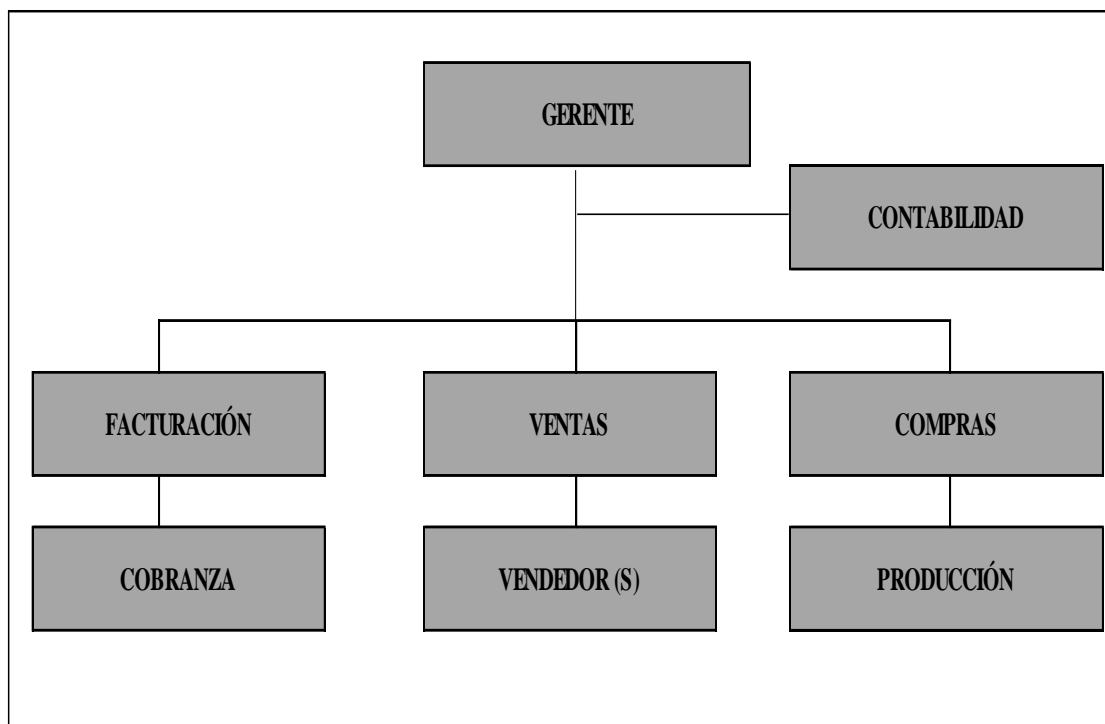 GERENTE
CONTABILIDAD
FACTURACIÓN
VENTAS
COMPRAS
COBRANZA
VENDEDOR (S)
PRODUCCIÓN